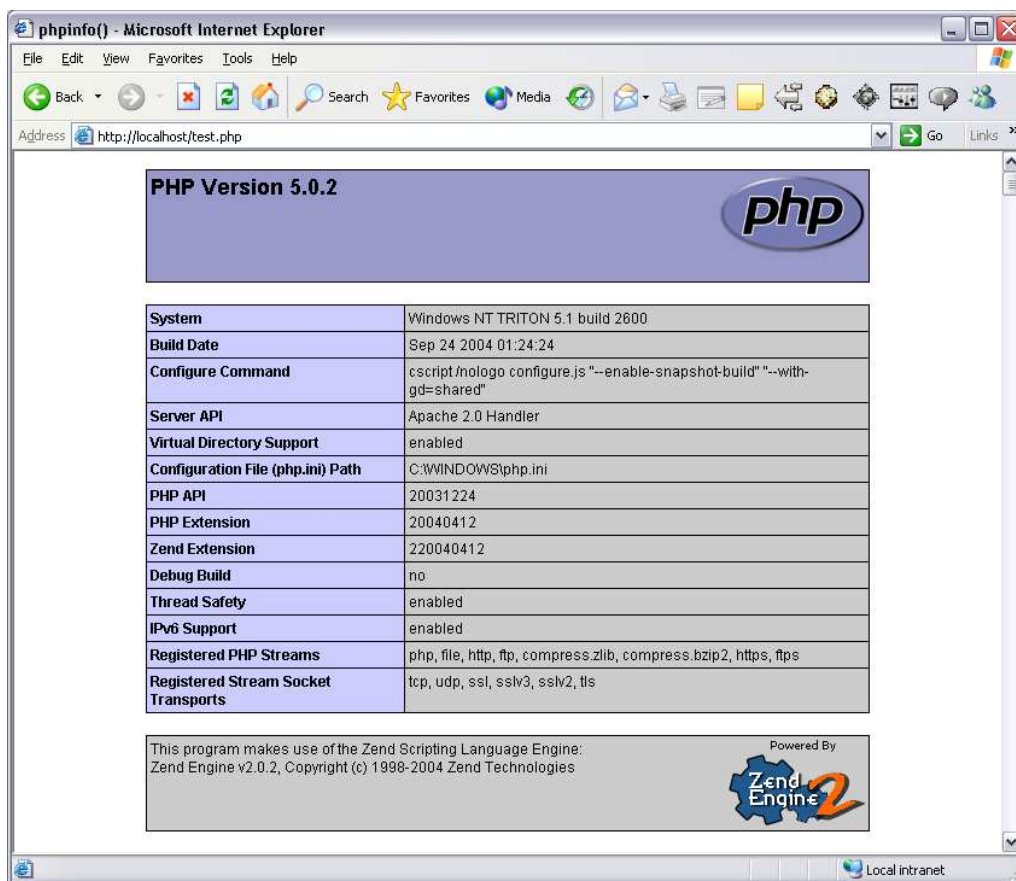 phpinfo() - Microsoft Internet Explorer
File Edit View Favorites Tools Help
Back Search Favorites Media
Address http://localhost/test.php Go Links »
PHP Version 5.0.2
php
System Windows NT TRITON 5.1 build 2600
Build Date Sep 24 2004 01:24:24
Configure Command cscript /nologo configure.js "--enable-snapshot-build" "--with-
gd=shared"
Server API Apache 2.0 Handler
Virtual Directory Support enabled
Configuration File (php.ini) Path C:\WINDOWS\php.ini
PHP API 20031224
PHP Extension 20040412
Zend Extension 220040412
Debug Build no
Thread Safety enabled
IPv6 Support enabled
Registered PHP Streams php, file, http, ftp, compress.zlib, compress.bzip2, https, ftps
Registered Stream Socket
Transports tcp, udp, ssl, sslv3, sslv2, tls
This program makes use of the Zend Scripting Language Engine:
Zend Engine v2.0.2, Copyright (c) 1998-2004 Zend Technologies
Powered By
Zend
Engine 2
Local intranet